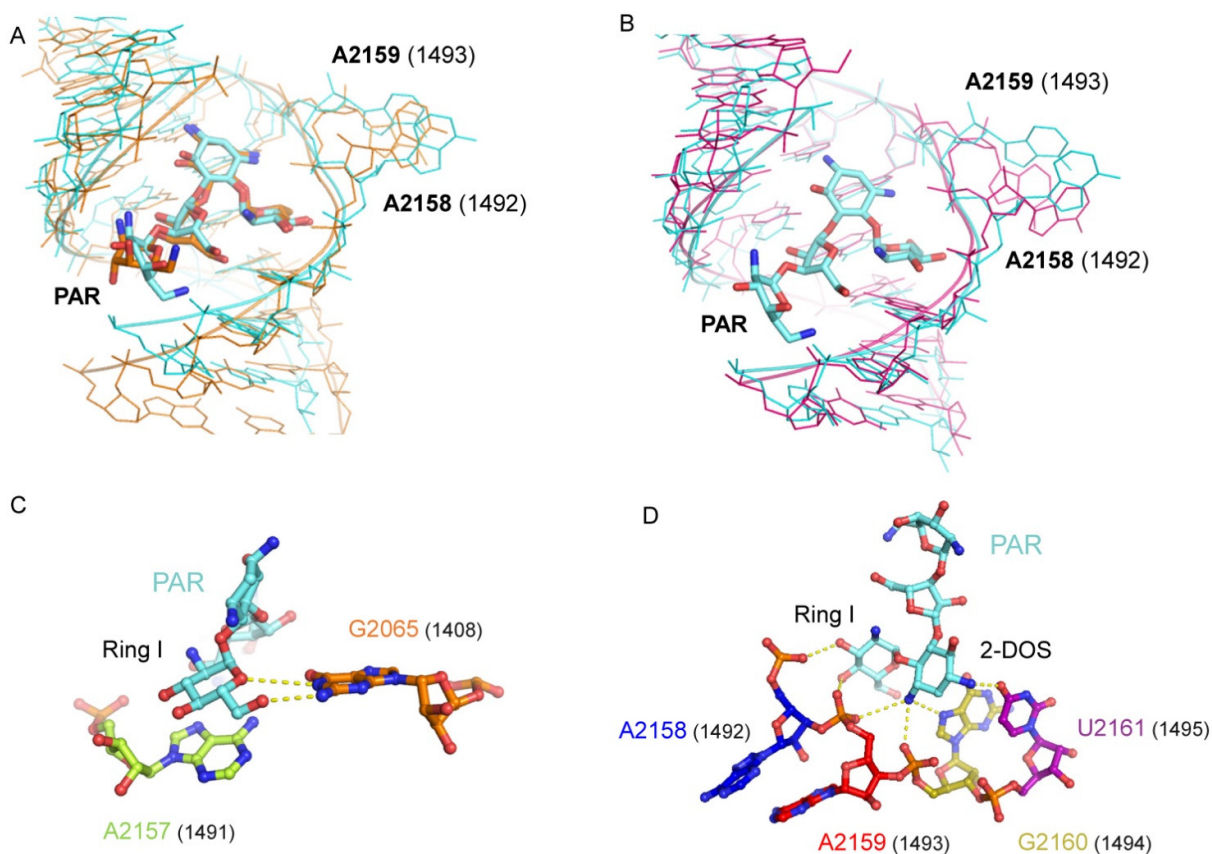 A
A2159 (1493)
A2158 (1492)
PAR
B
A2159 (1493)
A2158 (1492)
PAR
C
PAR
Ring I
G2065 (1408)
A2157 (1491)
D
PAR
Ring I
2-DOS
A2158 (1492)
U2161 (1495)
A2159 (1493)
G2160 (1494)